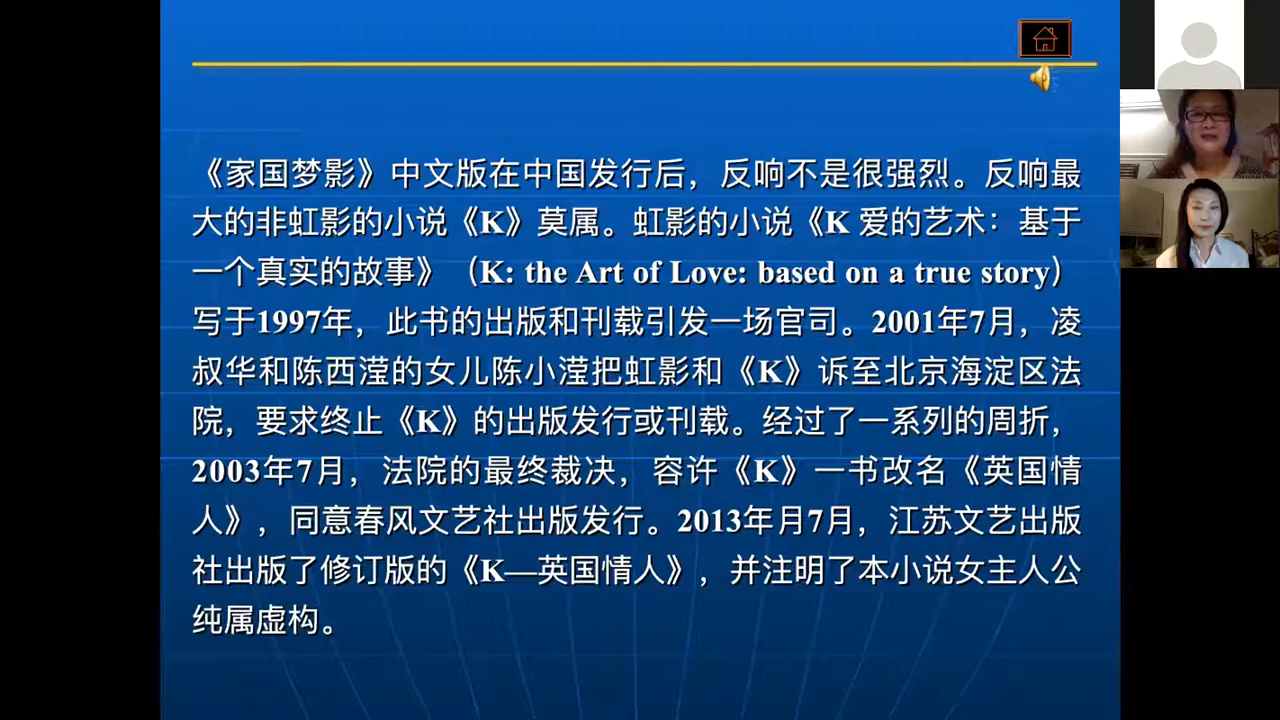 《家国梦影》中文版在中国发行后，反响不是很强烈。反响最
大的非虹影的小说《K》莫属。虹影的小说《K 爱的艺术：基于
一个真实的故事》（K: the Art of Love: based on a true story）
写于1997年，此书的出版和刊载引发一场官司。2001年7月，凌
叔华和陈西滢的女儿陈小滢把虹影和《K》诉至北京海淀区法
院，要求终止《K》的出版发行或刊载。经过了一系列的周折，
2003年7月，法院的最终裁决，容许《K》一书改名《英国情
人》，同意春风文艺社出版发行。2013年月7月，江苏文艺出版
社出版了修订版的《K—英国情人》，并注明了本小说女主人公
纯属虚构。